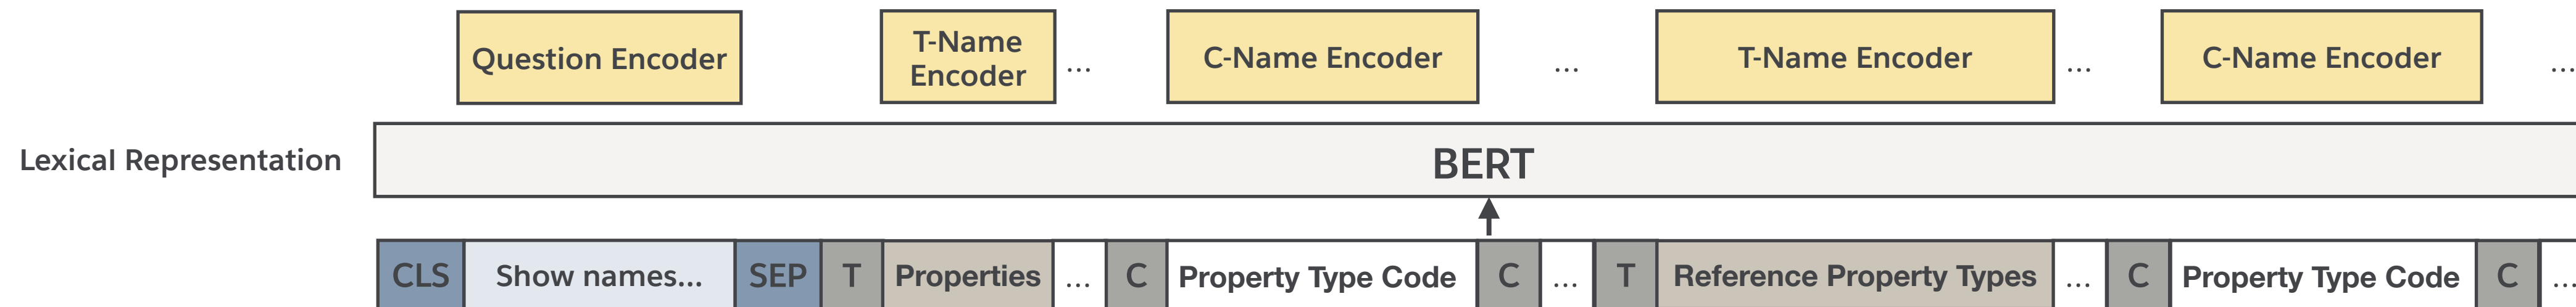 Question Encoder
T-Name
Encoder
...
C-Name Encoder
...
T-Name Encoder
...
C-Name Encoder
...
Lexical Representation
BERT
CLS
Show names...
SEP
T
Properties
...
C
Property Type Code
C
...
T
Reference Property Types
...
C
Property Type Code
C
...